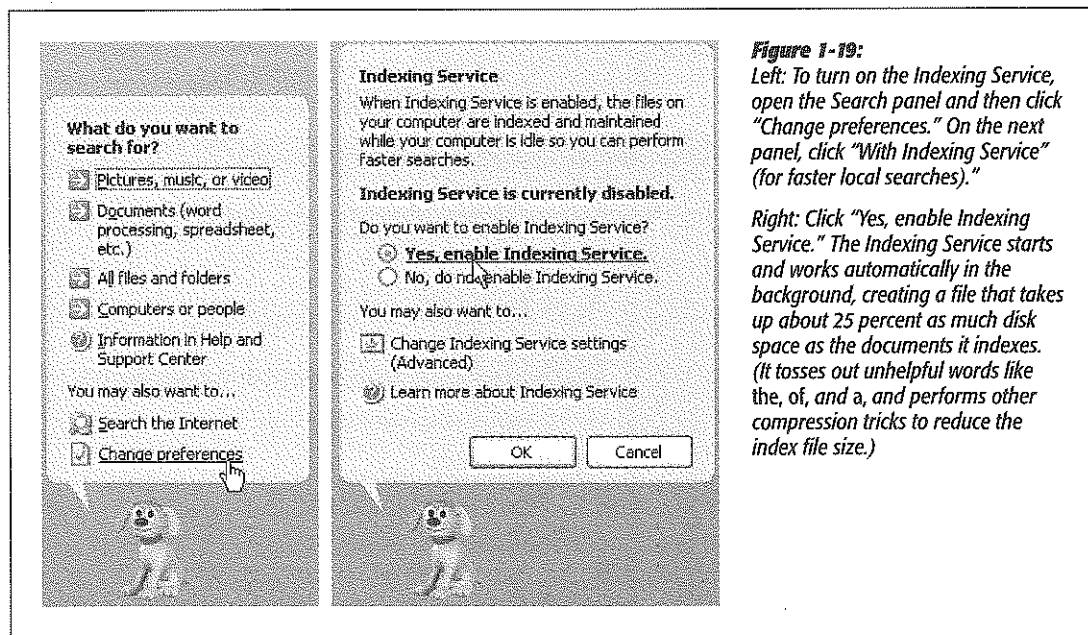 What do you want to
search for?
Pictures, music, or video
Documents (word
processing, spreadsheet,
etc.)
All files and folders
Computers or people
Information in Help and
Support Center
You may also want to...
Search the Internet
Change preferences
Indexing Service
When Indexing Service is enabled, the files on
your computer are indexed and maintained
while your computer is idle so you can perform
faster searches.
Indexing Service is currently disabled.
Do you want to enable Indexing Service?
Yes, enable Indexing Service.
No, do not enable Indexing Service.
You may also want to...
Change Indexing Service settings
(Advanced)
Learn more about Indexing Service
OK
Cancel
Figure 1-19:
Left: To turn on the Indexing Service,
open the Search panel and then click
"Change preferences." On the next
panel, click "With Indexing Service"
(for faster local searches)."
Right: Click "Yes, enable Indexing
Service." The Indexing Service starts
and works automatically in the
background, creating a file that takes
up about 25 percent as much disk
space as the documents it indexes.
(It tosses out unhelpful words like
the, of, and a, and performs other
compression tricks to reduce the
index file size.)